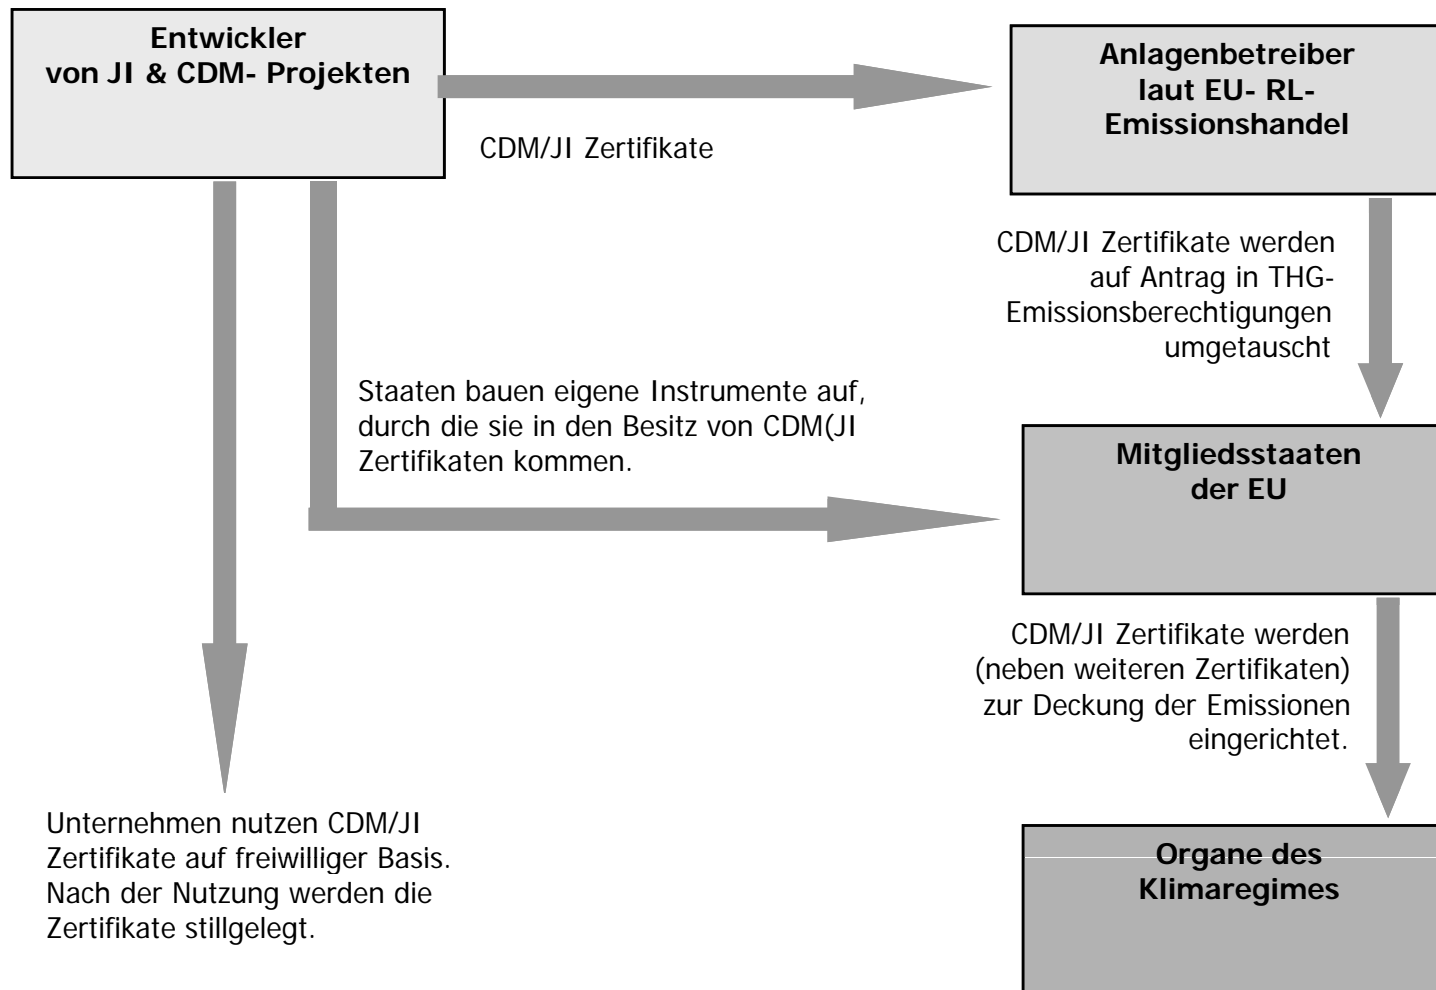 Entwickler
von JI & CDM- Projekten
Anlagenbetreiber
laut EU- RL-
Emissionshandel
CDM/JI Zertifikate
CDM/JI Zertifikate werden
auf Antrag in THG-
Emissionsberechtigungen
umgetauscht
Staaten bauen eigene Instrumente auf,
durch die sie in den Besitz von CDM(JI
Zertifikaten kommen.
Mitgliedsstaaten
der EU
CDM/JI Zertifikate werden
(neben weiteren Zertifikaten)
zur Deckung der Emissionen
eingerichtet.
Unternehmen nutzen CDM/JI
Zertifikate auf freiwilliger Basis.
Nach der Nutzung werden die
Zertifikate stillgelegt.
Organe des
Klimaregimes